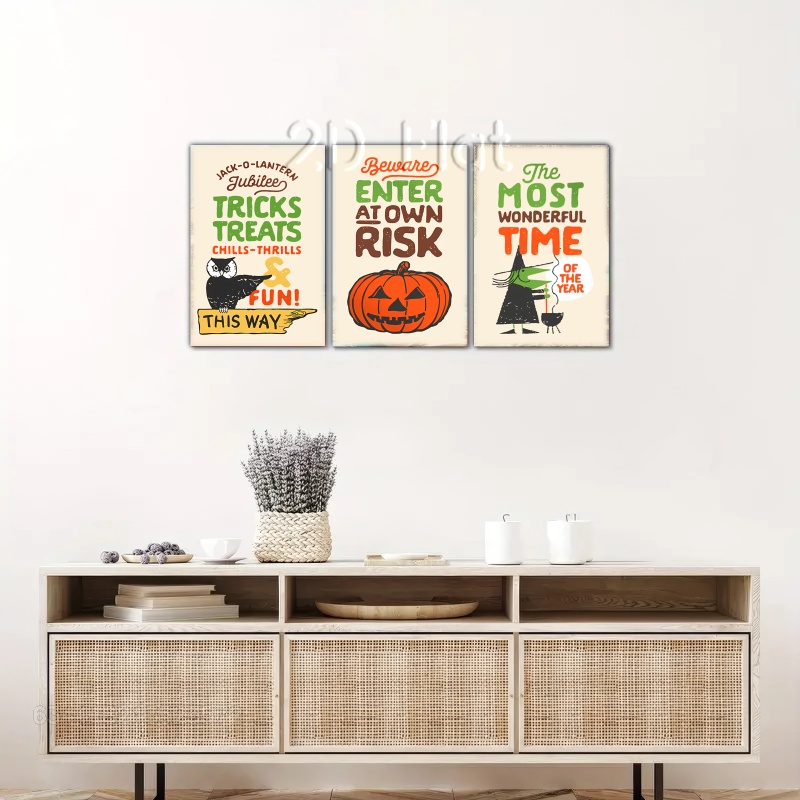 2D Flat
JACK-O-LANTERN
Jubilee
TRICKS
TREATS
CHILLS-THRILLS
&
FUN!
THIS WAY
Beware
ENTER
AT OWN
RISK
The
MOST
WONDERFUL
TIME
OF
THE
YEAR